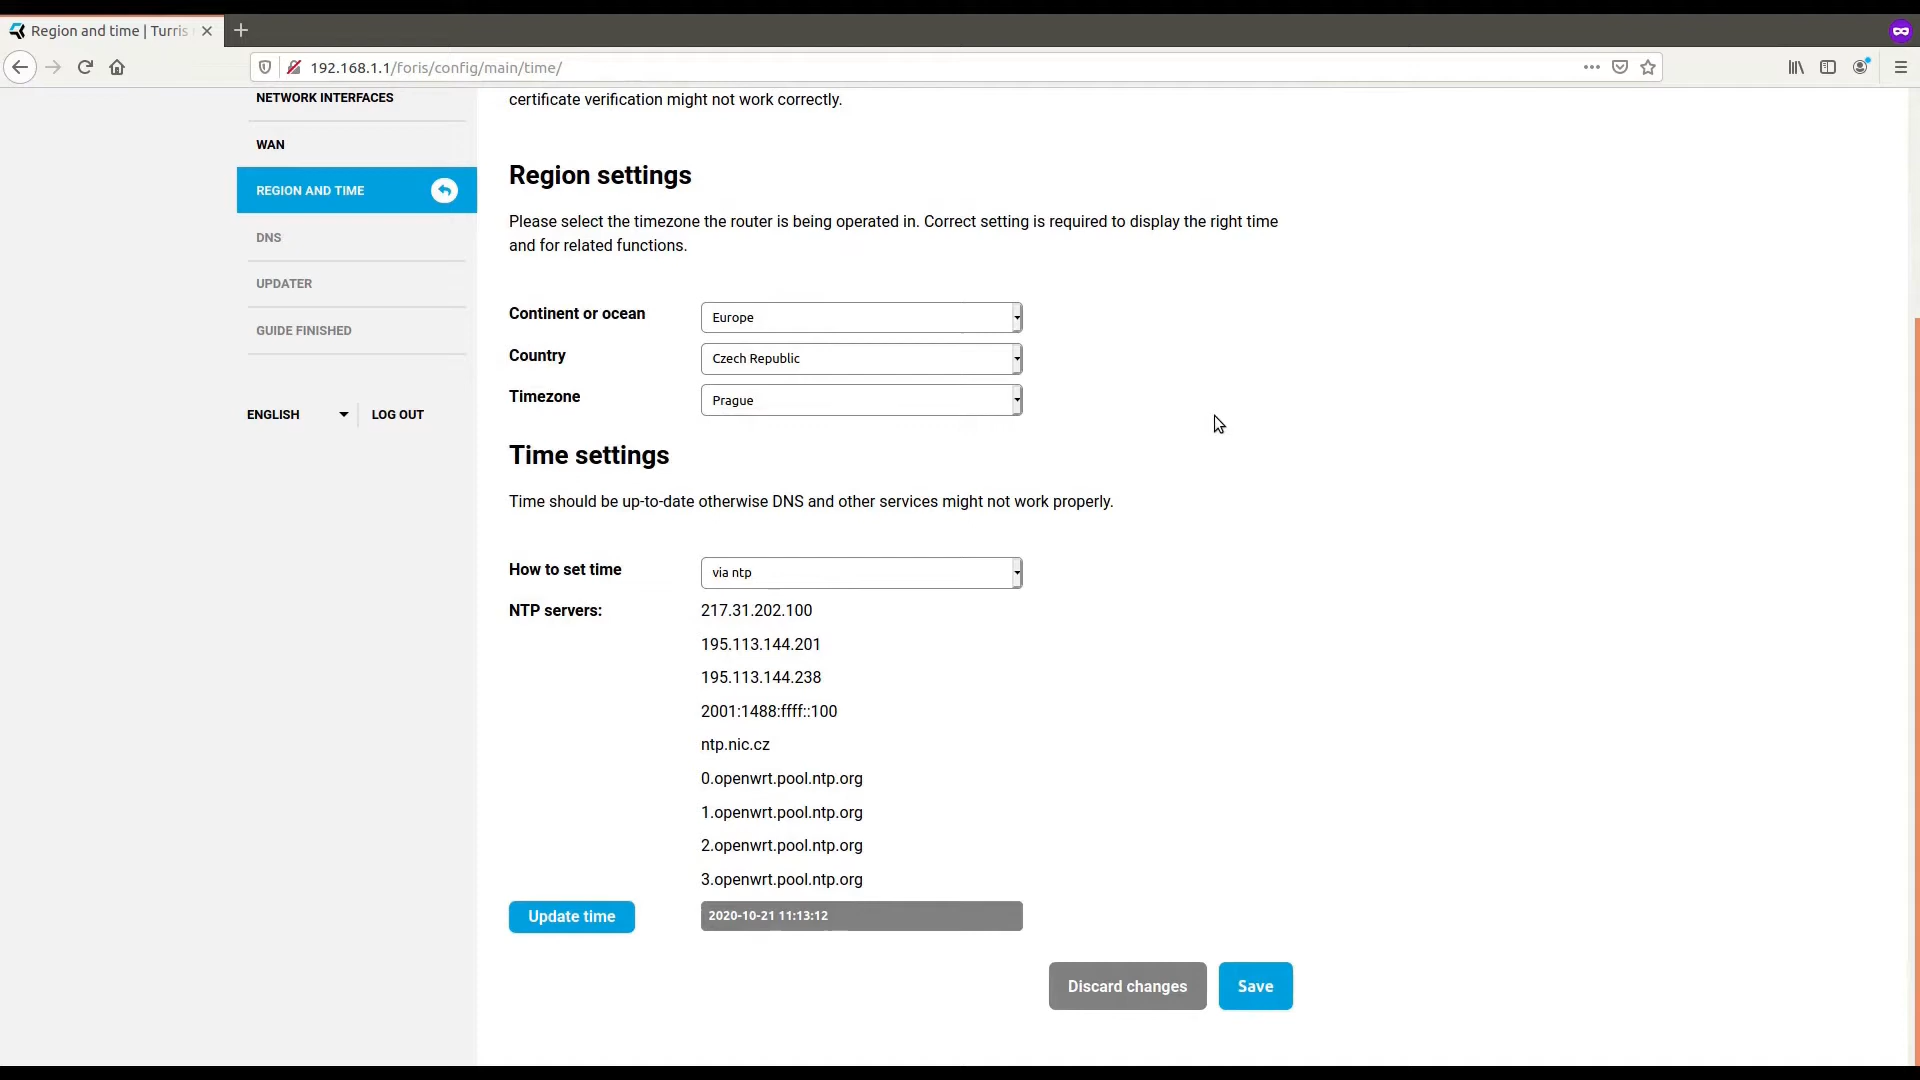 Region and time | Turris
192.168.1.1/foris/config/main/time/
NETWORK INTERFACES
WAN
REGION AND TIME
DNS
UPDATER
GUIDE FINISHED
ENGLISH
LOG OUT
certificate verification might not work correctly.
Region settings
Please select the timezone the router is being operated in. Correct setting is required to display the right time
and for related functions.
Continent or ocean
Europe
Country
Czech Republic
Timezone
Prague
Time settings
Time should be up-to-date otherwise DNS and other services might not work properly.
How to set time
via ntp
NTP servers:
217.31.202.100
195.113.144.201
195.113.144.238
2001:1488:ffff::100
ntp.nic.cz
0.openwrt.pool.ntp.org
1.openwrt.pool.ntp.org
2.openwrt.pool.ntp.org
3.openwrt.pool.ntp.org
Update time
2020-10-21 11:13:12
Discard changes
Save